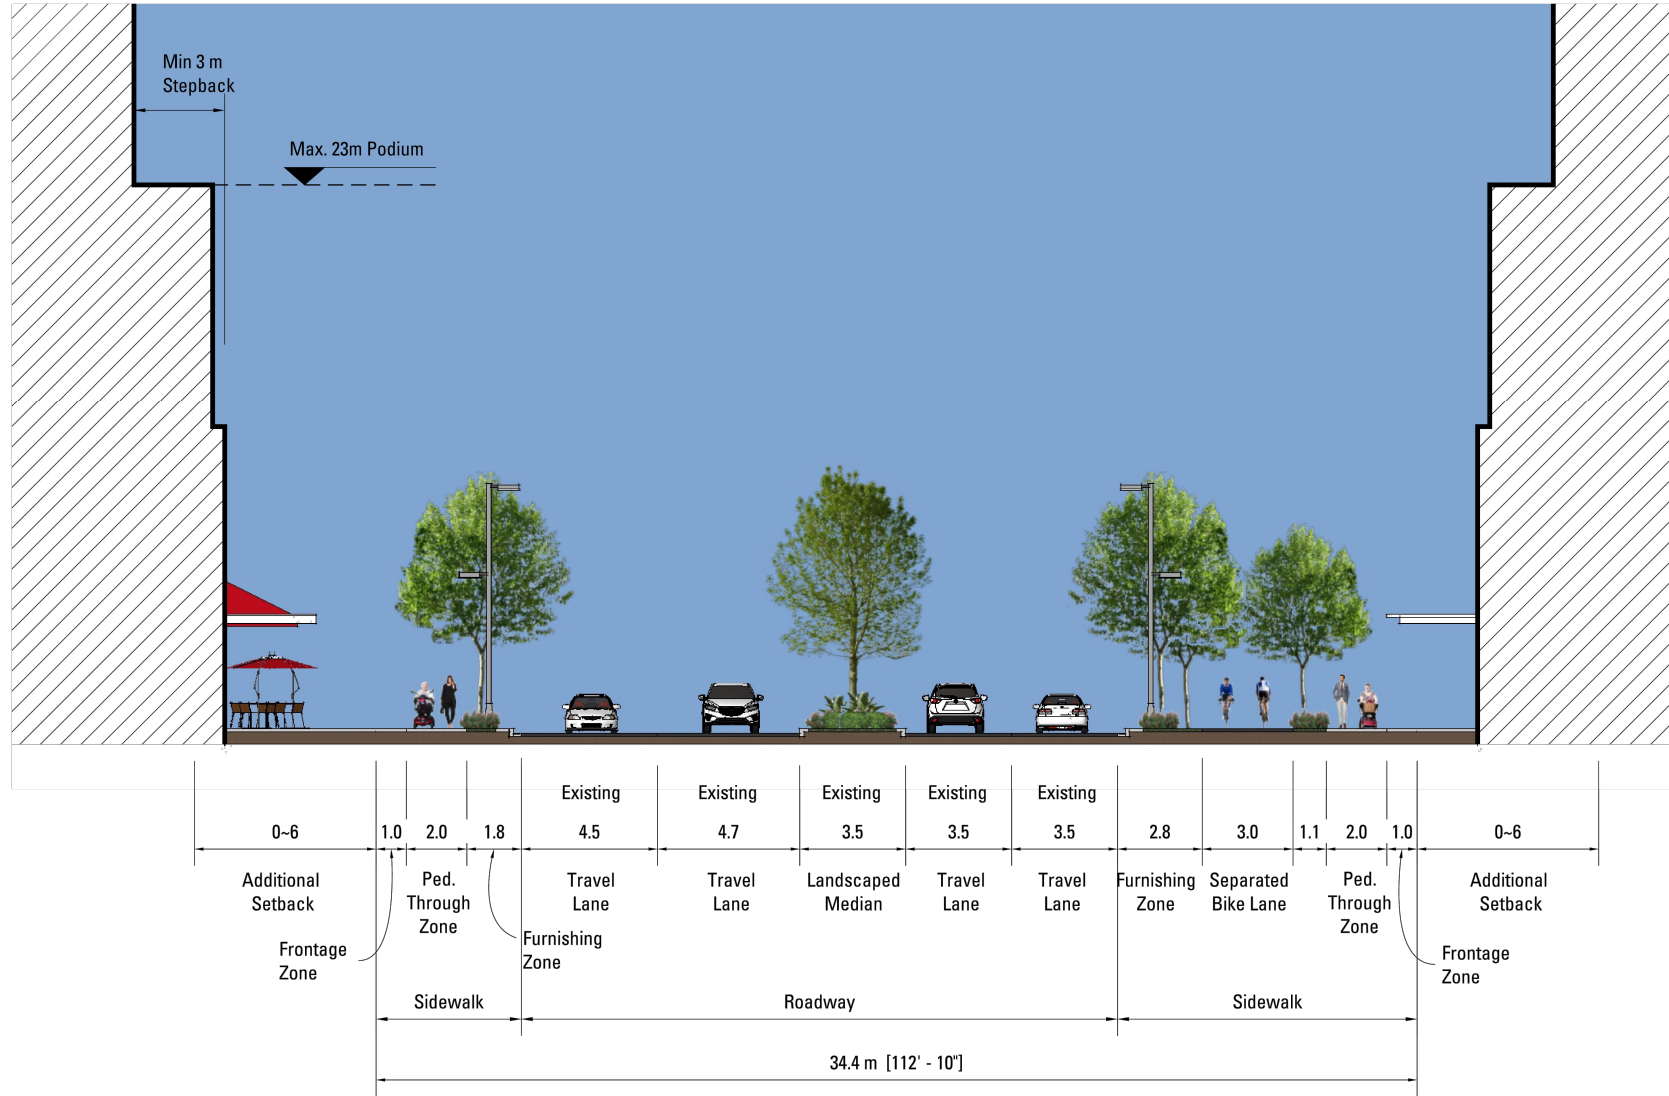 Min 3 m
Stepback
Max. 23m Podium
Existing Existing Existing Existing Existing
0~6 1.0 2.0 1.8 4.5 4.7 3.5 3.5 3.5 2.8 3.0 1.1 2.0 1.0 0~6
Additional
Setback
Frontage
Zone
Ped.
Through
Zone
Furnishing
Zone
Travel
Lane
Travel
Lane
Landscaped
Median
Travel
Lane
Travel
Lane
Furnishing
Zone
Separated
Bike Lane
Ped.
Through
Zone
Frontage
Zone
Additional
Setback
Sidewalk Roadway Sidewalk
34.4 m [112' - 10"]